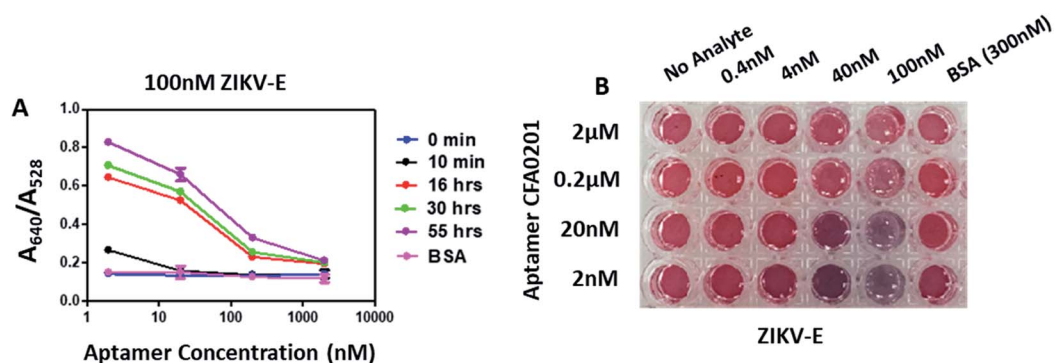 A
100nM ZIKV-E
A640/A528
1.0
0.8
0.6
0.4
0.2
0.0
1
10
100
1000
10000
Aptamer Concentration (nM)
0 min
10 min
16 hrs
30 hrs
55 hrs
BSA
B
No Analyte
0.4nM
4nM
40nM
100nM
BSA (300nM)
Aptamer CFA0201
2µM
0.2µM
20nM
2nM
ZIKV-E